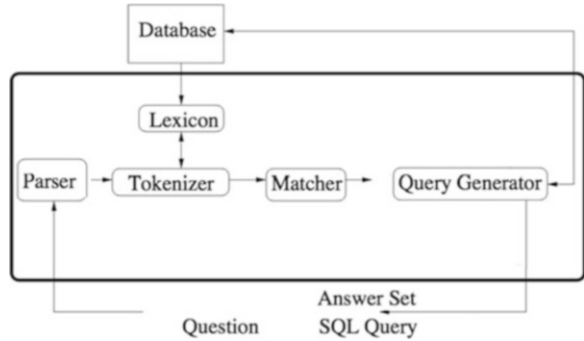 Database
Lexicon
Parser
Tokenizer
Matcher
Query Generator
Answer Set
Question
SQL Query